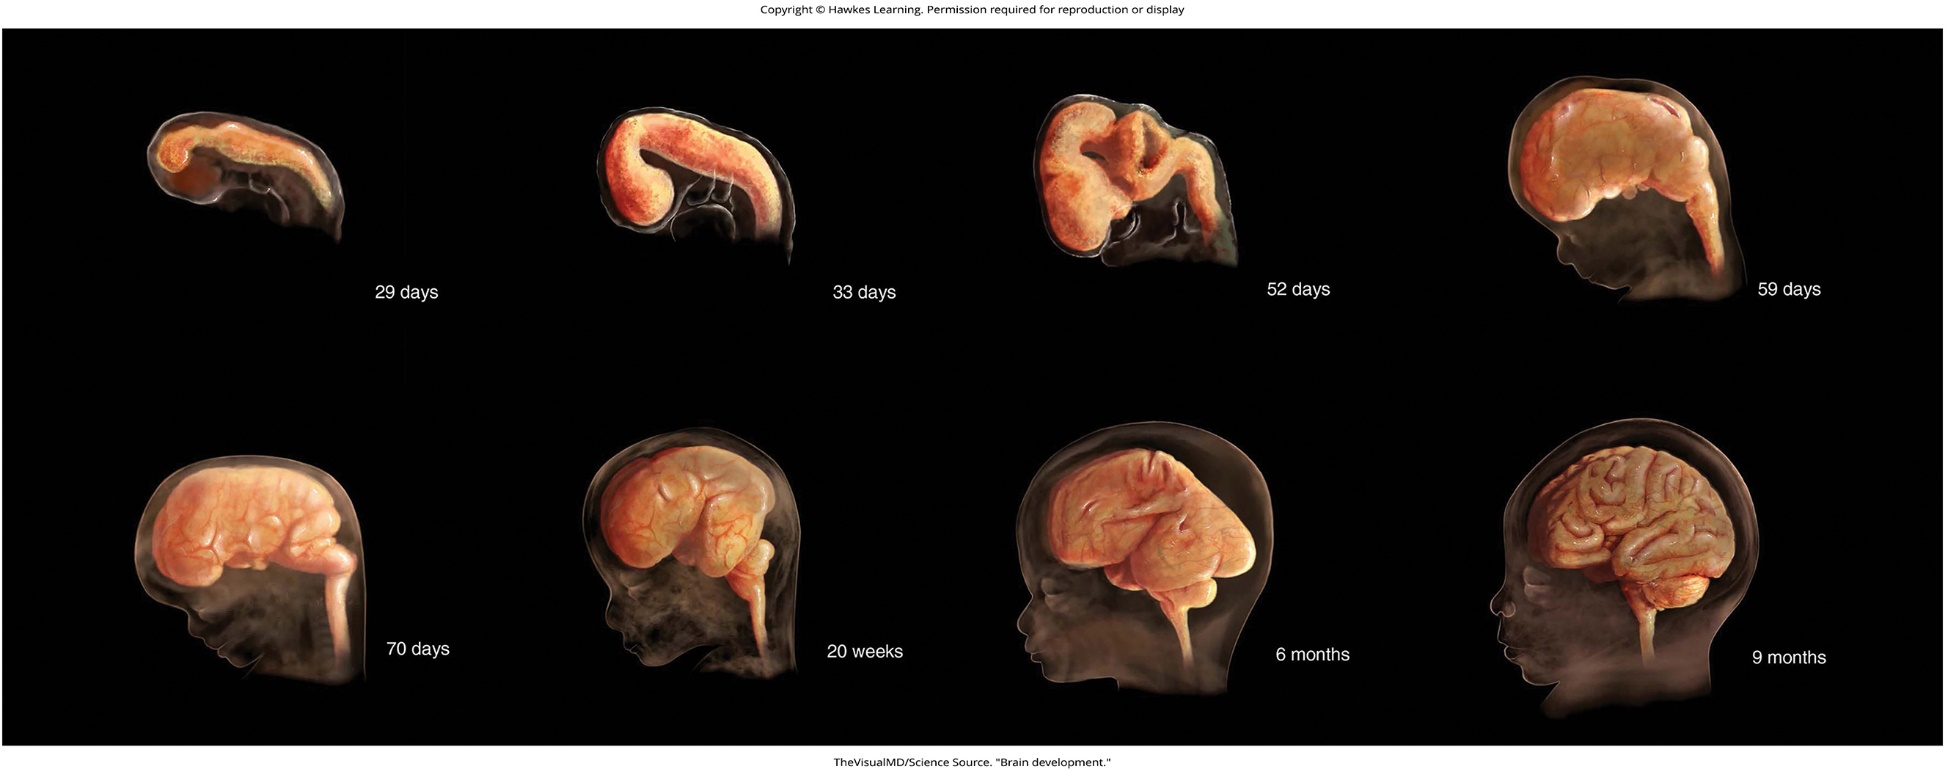 Copyright © Hawkes Learning. Permission required for reproduction or display
29 days
33 days
52 days
59 days
70 days
20 weeks
6 months
9 months
TheVisualMD/Science Source. "Brain development."